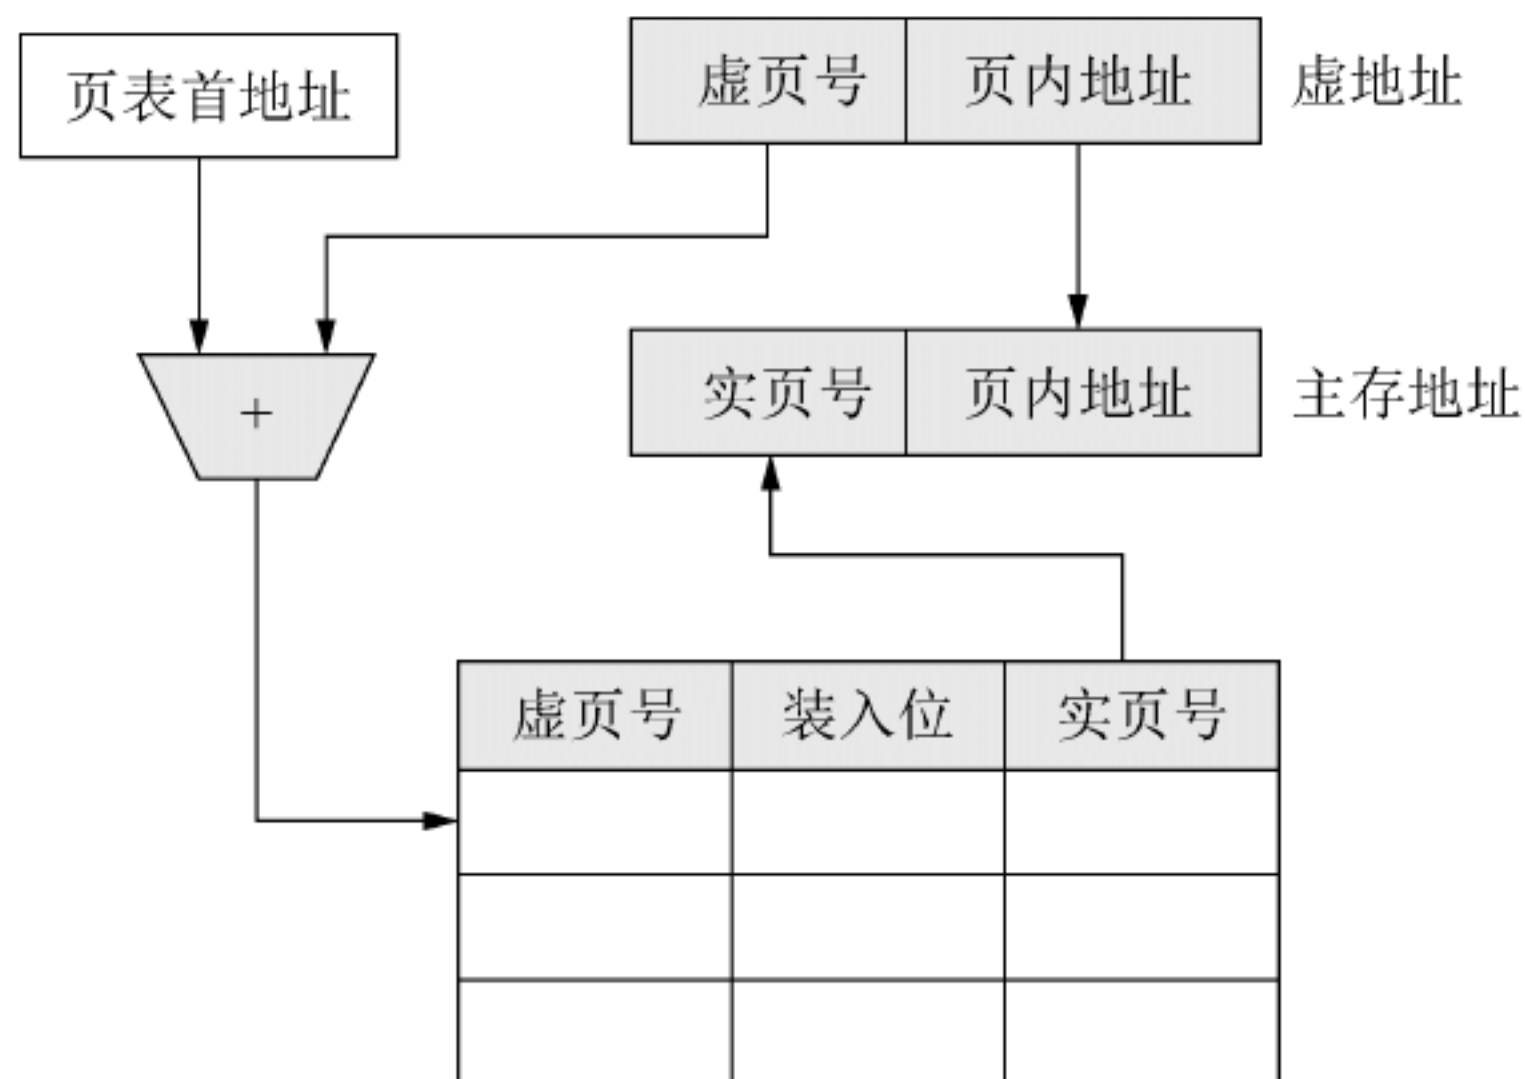 页表首地址
虚页号 页内地址 虚地址
+
实页号 页内地址 主存地址
虚页号 装入位 实页号